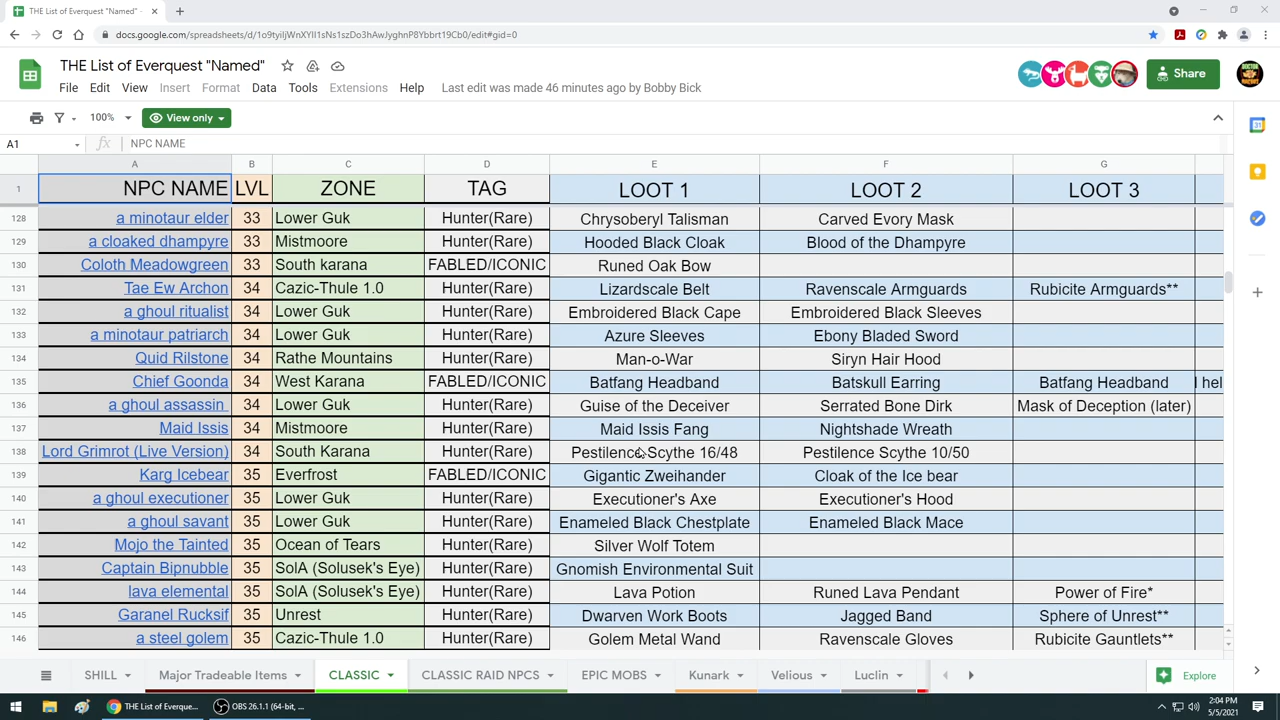 THE List of Everquest "Named" -
docs.google.com/spreadsheets/d/1o9tyiljWnXYIl1sNs1szDo3hAwJyghnP8Ybbrt19Cb0/edit#gid=0
THE List of Everquest "Named"
File Edit View Insert Format Data Tools Extensions Help Last edit was made 46 minutes ago by Bobby Bick
Share
100% View only
A1 fx NPC NAME
A B C D E F G
1 NPC NAME LVL ZONE TAG LOOT 1 LOOT 2 LOOT 3
128 a minotaur elder 33 Lower Guk Hunter(Rare) Chrysoberyl Talisman Carved Evory Mask
129 a cloaked dhampyre 33 Mistmoore Hunter(Rare) Hooded Black Cloak Blood of the Dhampyre
130 Coloth Meadowgreen 33 South karana FABLED/ICONIC Runed Oak Bow
131 Tae Ew Archon 34 Cazic-Thule 1.0 Hunter(Rare) Lizardscale Belt Ravenscale Armguards Rubicite Armguards**
132 a ghoul ritualist 34 Lower Guk Hunter(Rare) Embroidered Black Cape Embroidered Black Sleeves
133 a minotaur patriarch 34 Lower Guk Hunter(Rare) Azure Sleeves Ebony Bladed Sword
134 Quid Rilstone 34 Rathe Mountains Hunter(Rare) Man-o-War Siryn Hair Hood
135 Chief Goonda 34 West Karana FABLED/ICONIC Batfang Headband Batskull Earring Batfang Headband I hel
136 a ghoul assassin 34 Lower Guk Hunter(Rare) Guise of the Deceiver Serrated Bone Dirk Mask of Deception (later)
137 Maid Issis 34 Mistmoore Hunter(Rare) Maid Issis Fang Nightshade Wreath
138 Lord Grimrot (Live Version) 34 South Karana Hunter(Rare) Pestilence Scythe 16/48 Pestilence Scythe 10/50
139 Karg Icebear 35 Everfrost FABLED/ICONIC Gigantic Zweihander Cloak of the Ice bear
140 a ghoul executioner 35 Lower Guk Hunter(Rare) Executioner's Axe Executioner's Hood
141 a ghoul savant 35 Lower Guk Hunter(Rare) Enameled Black Chestplate Enameled Black Mace
142 Mojo the Tainted 35 Ocean of Tears Hunter(Rare) Silver Wolf Totem
143 Captain Bipnubble 35 SolA (Solusek's Eye) Hunter(Rare) Gnomish Environmental Suit
144 lava elemental 35 SolA (Solusek's Eye) Hunter(Rare) Lava Potion Runed Lava Pendant Power of Fire*
145 Garanel Rucksif 35 Unrest Hunter(Rare) Dwarven Work Boots Jagged Band Sphere of Unrest**
146 a steel golem 35 Cazic-Thule 1.0 Hunter(Rare) Golem Metal Wand Ravenscale Gloves Rubicite Gauntlets**
SHILL Major Tradeable Items CLASSIC CLASSIC RAID NPCS EPIC MOBS Kunark Velious Luclin Explore
THE List of Everque... OBS 26.1.1 (64-bit, ... 2:04 PM
5/5/2021